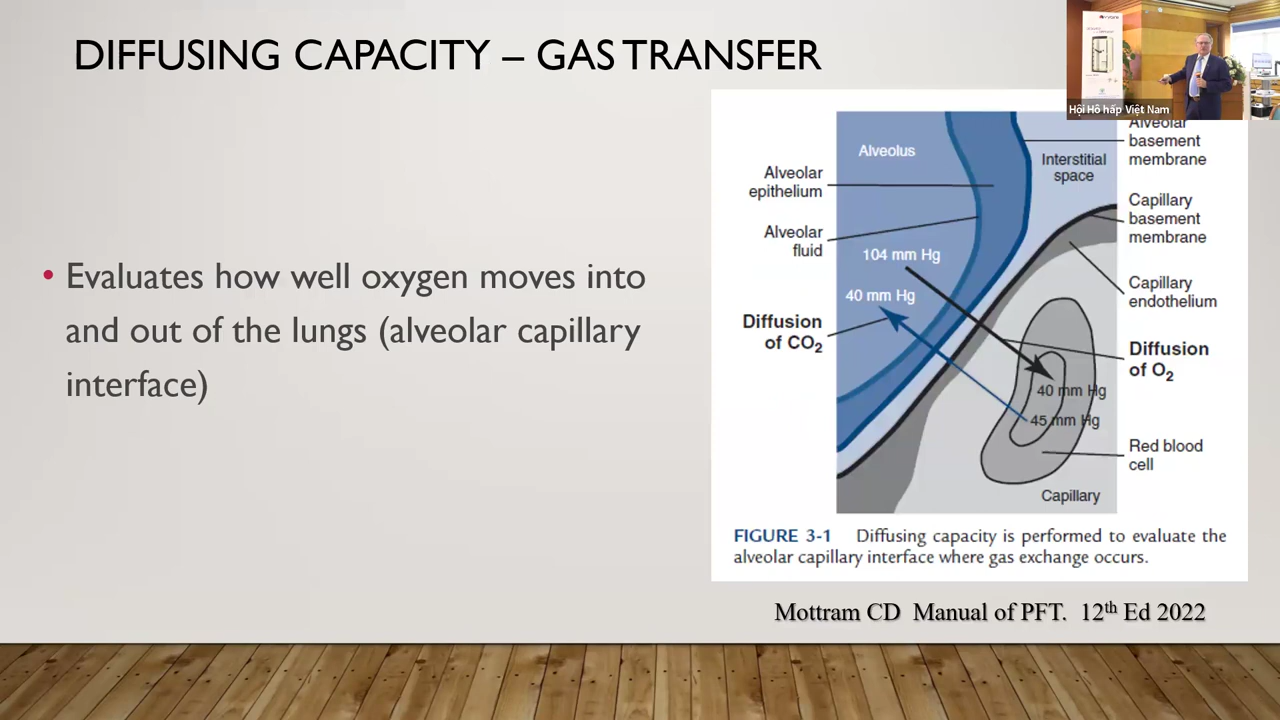 DIFFUSING CAPACITY – GAS TRANSFER
Hội Hô hấp Việt Nam
• Evaluates how well oxygen moves into
and out of the lungs (alveolar capillary
interface)
Alveolus
Alveolar
epithelium
Alveolar
fluid
104 mm Hg
40 mm Hg
Diffusion
of CO₂
Interstitial
space
Alveolar
basement
membrane
Capillary
basement
membrane
Capillary
endothelium
Diffusion
of O₂
40 mm Hg
45 mm Hg
Red blood
cell
Capillary
FIGURE 3-1 Diffusing capacity is performed to evaluate the
alveolar capillary interface where gas exchange occurs.
Mottram CD Manual of PFT. 12th Ed 2022